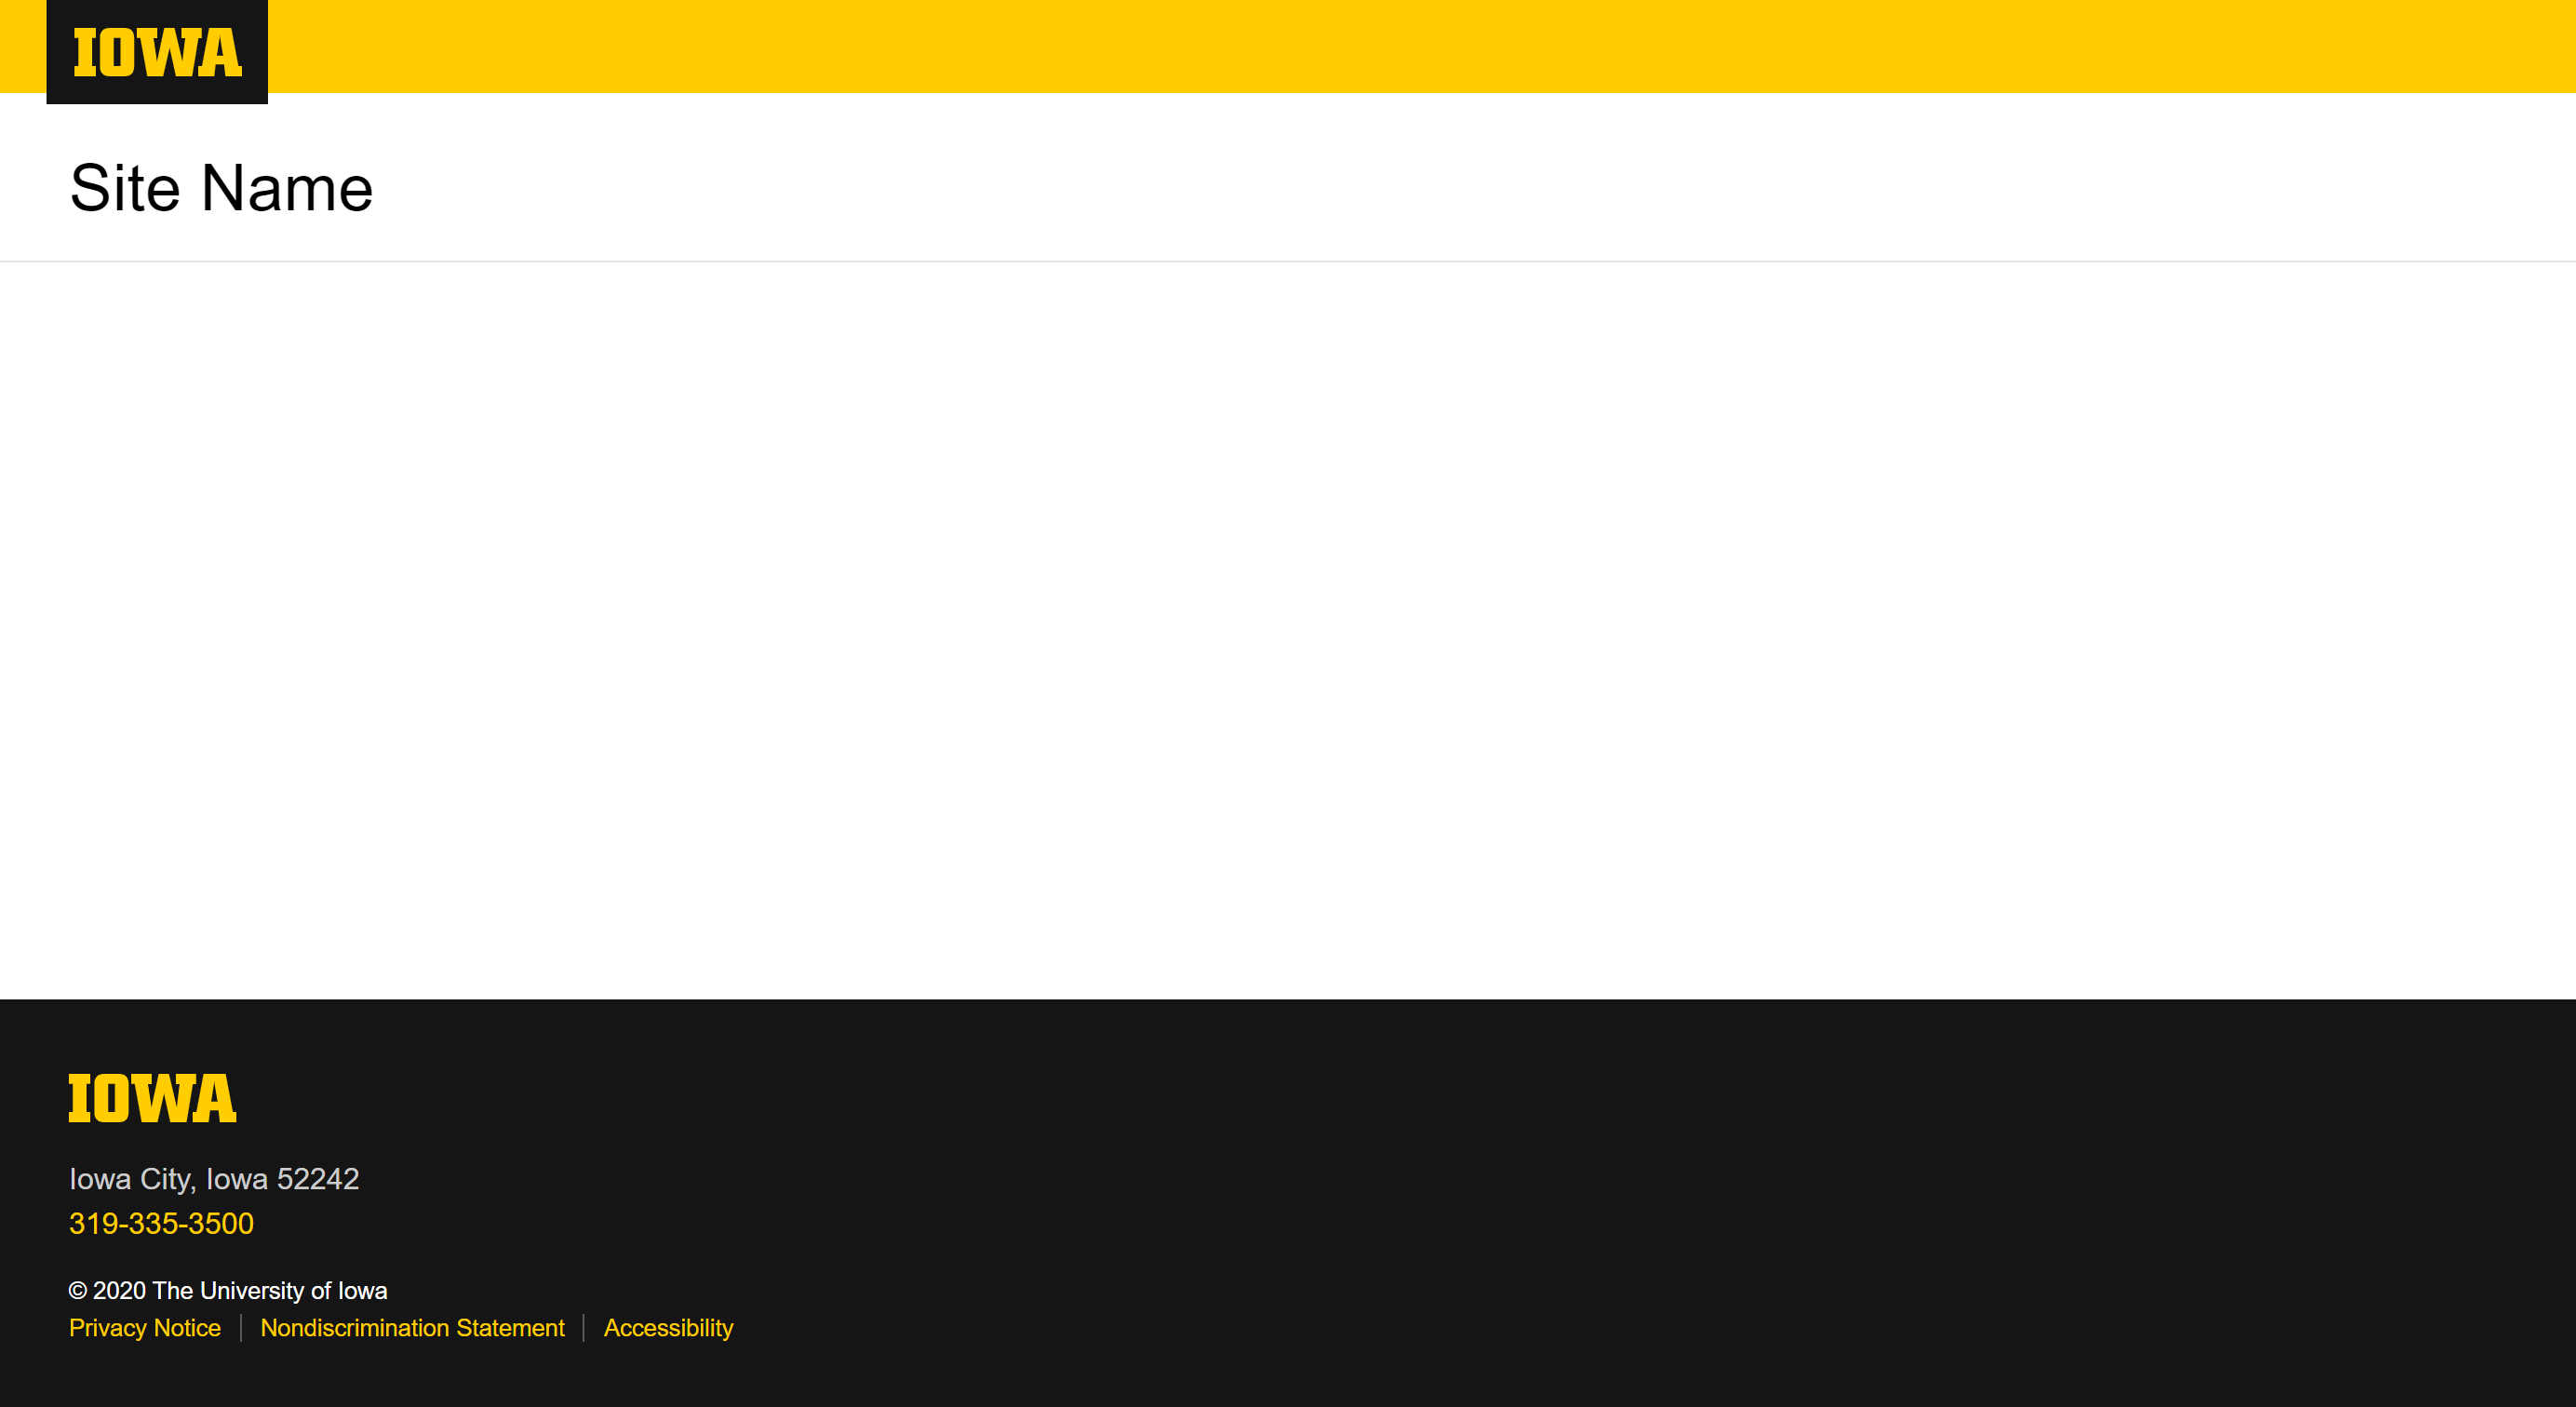 IOWA
Site Name
IOWA
Iowa City, Iowa 52242
319-335-3500
© 2020 The University of Iowa
Privacy Notice | Nondiscrimination Statement | Accessibility